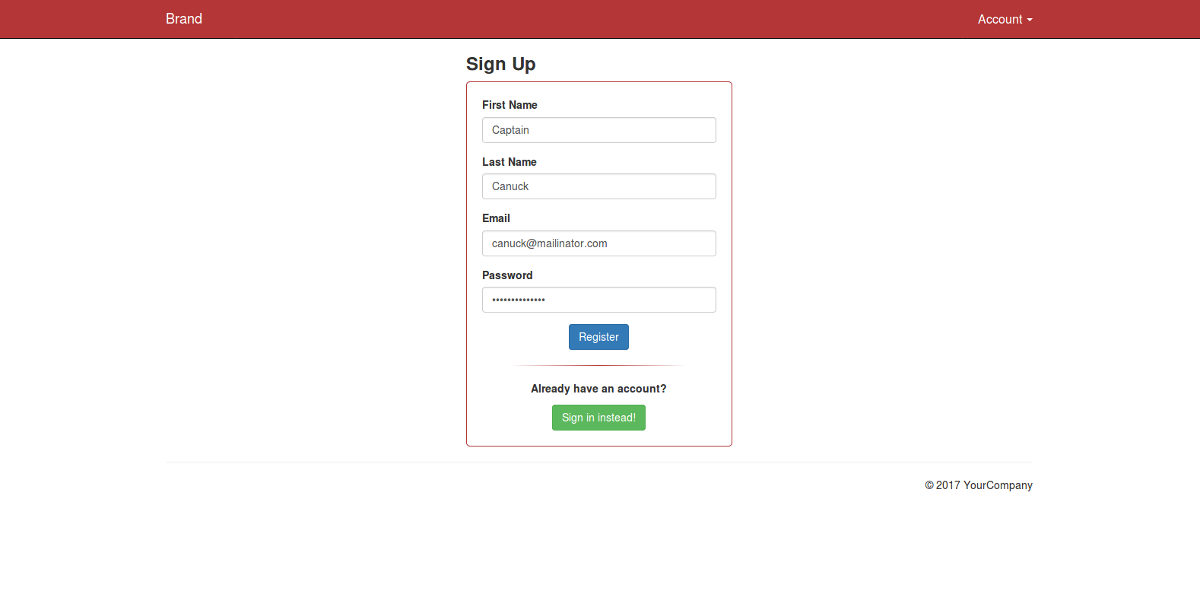 Brand
Account
Sign Up
First Name
Captain
Last Name
Canuck
Email
canuck@mailinator.com
Password
••••••••••••••
Register
Already have an account?
Sign in instead!
© 2017 YourCompany